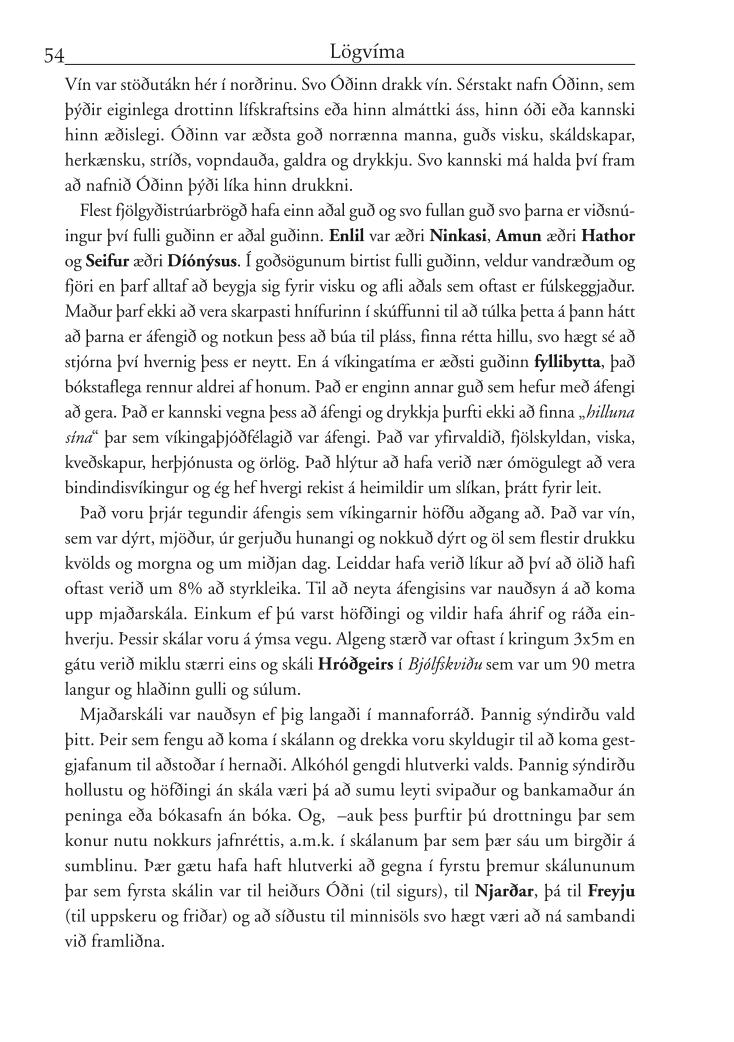 54
Lögvíma
Vín var stöðutákn hér í norðrinu. Svo Óðinn drakk vín. Sérstakt nafn Óðinn, sem
þýðir eiginlega drottinn lífskraftsins eða hinn almáttki áss, hinn óði eða kannski
hinn æðislegi. Óðinn var æðsta goð norrænna manna, guðs visku, skáldskapar,
herkænsku, stríðs, vopndauða, galdra og drykkju. Svo kannski má halda því fram
að nafnið Óðinn þýði líka hinn drukkni.
Flest fjölgyðistrúarbrögð hafa einn aðal guð og svo fullan guð svo þarna er viðsnú-
ingur því fulli guðinn er aðal guðinn. Enlil var æðri Ninkasi, Amun æðri Hathor
og Seifur æðri Díónýsus. Í goðsögunum birtist fulli guðinn, veldur vandræðum og
fjöri en þarf alltaf að beygja sig fyrir visku og afli aðals sem oftast er fúlskeggjaður.
Maður þarf ekki að vera skarpasti hnífurinn í skúffunni til að túlka þetta á þann hátt
að þarna er áfengið og notkun þess að búa til pláss, finna rétta hillu, svo hægt sé að
stjórna því hvernig þess er neytt. En á víkingatíma er æðsti guðinn fyllibytta, það
bókstaflega rennur aldrei af honum. Það er enginn annar guð sem hefur með áfengi
að gera. Það er kannski vegna þess að áfengi og drykkja þurfti ekki að finna „hilluna
sína“ þar sem víkingaþjóðfélagið var áfengi. Það var yfirvaldið, fjölskyldan, viska,
kveðskapur, herþjónusta og örlög. Það hlýtur að hafa verið nær ómögulegt að vera
bindindisvíkingur og ég hef hvergi rekist á heimildir um slíkan, þrátt fyrir leit.
Það voru þrjár tegundir áfengis sem víkingarnir höfðu aðgang að. Það var vín,
sem var dýrt, mjöður, úr gerjuðu hunangi og nokkuð dýrt og öl sem flestir drukku
kvölds og morgna og um miðjan dag. Leiddar hafa verið líkur að því að ölið hafi
oftast verið um 8% að styrkleika. Til að neyta áfengisins var nauðsyn á að koma
upp mjaðarskála. Einkum ef þú varst höfðingi og vildir hafa áhrif og ráða ein-
hverju. Þessir skálar voru á ýmsa vegu. Algeng stærð var oftast í kringum 3x5m en
gátu verið miklu stærri eins og skáli Hróðgeirs í Bjólfskviðu sem var um 90 metra
langur og hlaðinn gulli og súlum.
Mjaðarskáli var nauðsyn ef þig langaði í mannaforráð. Þannig sýndirðu vald
þitt. Þeir sem fengu að koma í skálann og drekka voru skyldugir til að koma gest-
gjafanum til aðstoðar í hernaði. Alkóhól gengdi hlutverki valds. Þannig sýndirðu
hollustu og höfðingi án skála væri þá að sumu leyti svipaður og bankamaður án
peninga eða bókasafn án bóka. Og,  –auk þess þurftir þú drottningu þar sem
konur nutu nokkurs jafnréttis, a.m.k. í skálanum þar sem þær sáu um birgðir á
sumblinu. Þær gætu hafa haft hlutverki að gegna í fyrstu þremur skálununum
þar sem fyrsta skálin var til heiðurs Óðni (til sigurs), til Njarðar, þá til Freyju
(til uppskeru og friðar) og að síðustu til minnisöls svo hægt væri að ná sambandi
við framliðna.